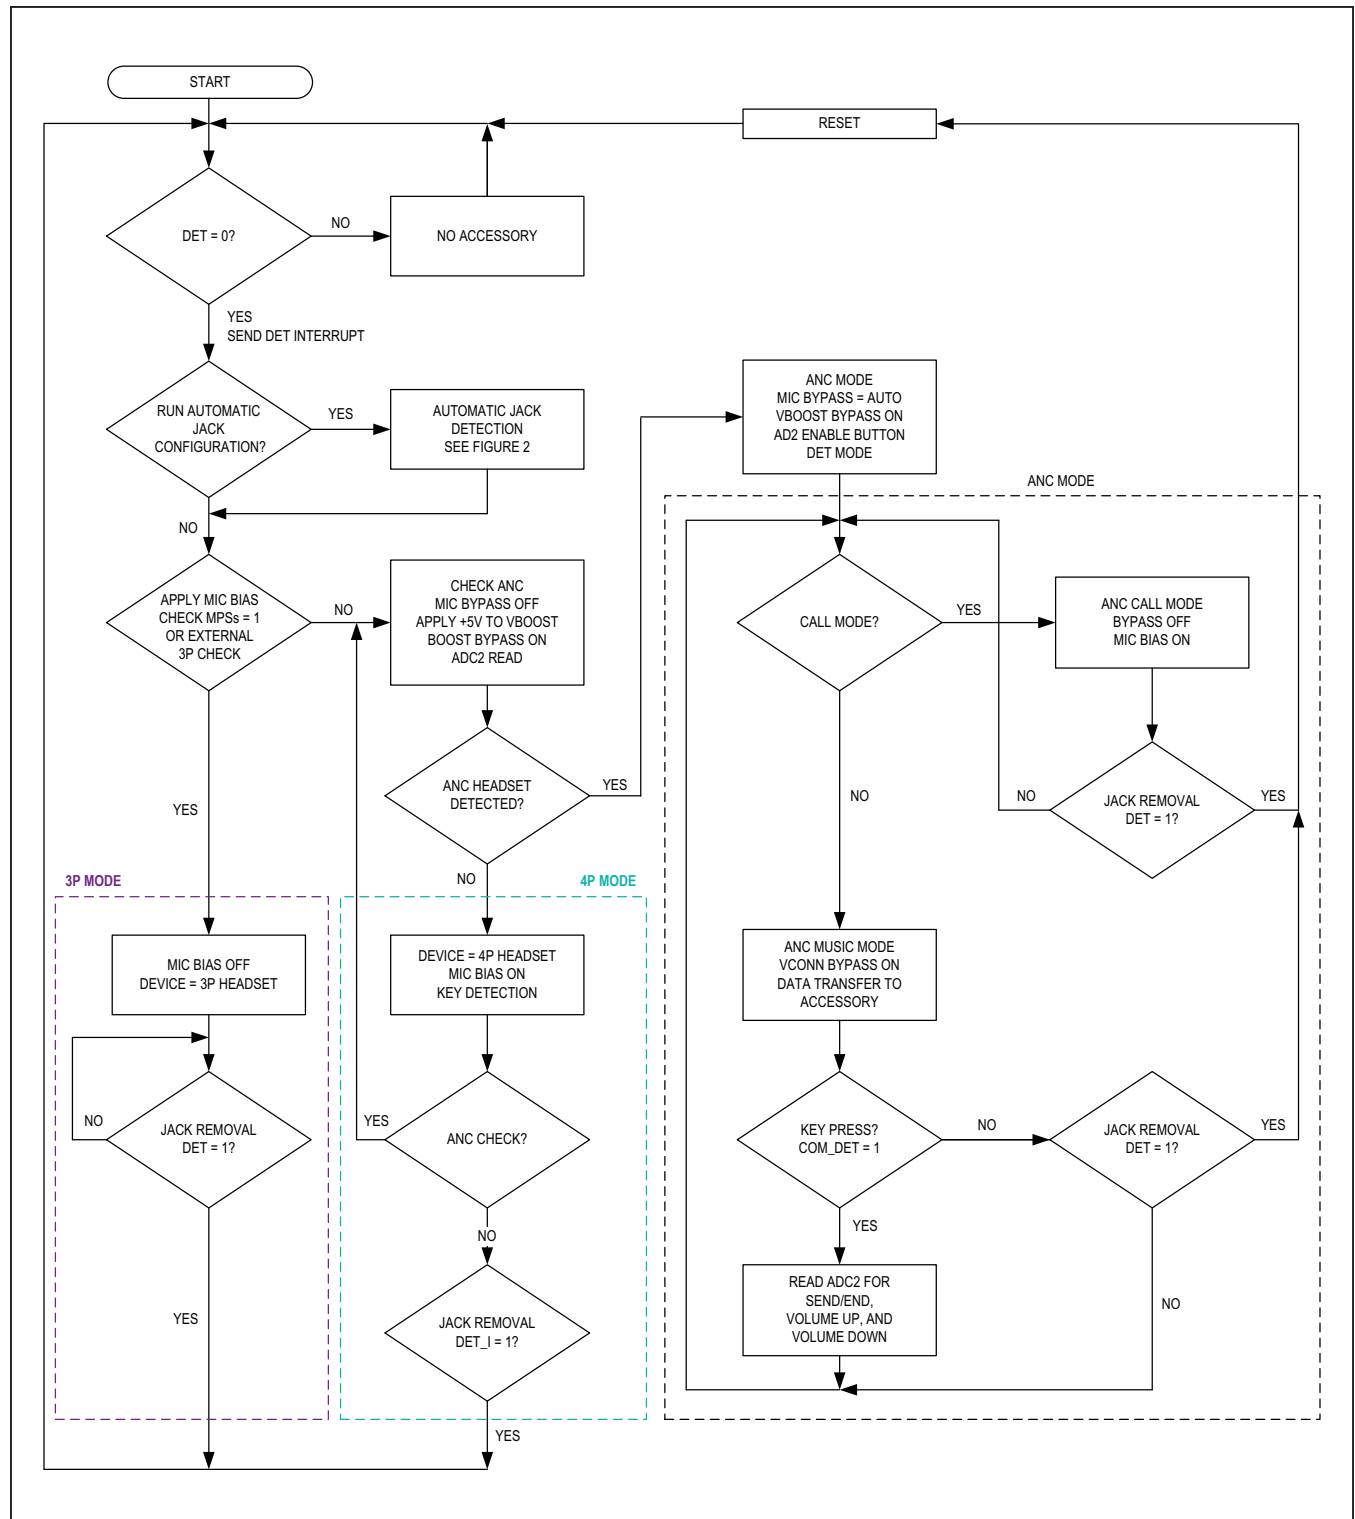 START
RESET
DET = 0?
NO
NO ACCESSORY
YES
SEND DET INTERRUPT
RUN AUTOMATIC
JACK
CONFIGURATION?
YES
AUTOMATIC JACK
DETECTION
SEE FIGURE 2
NO
ANC MODE
MIC BYPASS = AUTO
VBOOST BYPASS ON
AD2 ENABLE BUTTON
DET MODE
ANC MODE
APPLY MIC BIAS
CHECK MPSs = 1
OR EXTERNAL
3P CHECK
NO
CHECK ANC
MIC BYPASS OFF
APPLY +5V TO VBOOST
BOOST BYPASS ON
ADC2 READ
CALL MODE?
YES
ANC CALL MODE
BYPASS OFF
MIC BIAS ON
YES
ANC HEADSET
DETECTED?
YES
NO
NO
JACK REMOVAL
DET = 1?
YES
NO
3P MODE
4P MODE
MIC BIAS OFF
DEVICE = 3P HEADSET
DEVICE = 4P HEADSET
MIC BIAS ON
KEY DETECTION
ANC MUSIC MODE
VCONN BYPASS ON
DATA TRANSFER TO
ACCESSORY
NO
JACK REMOVAL
DET = 1?
YES
ANC CHECK?
KEY PRESS?
COM_DET = 1
NO
JACK REMOVAL
DET = 1?
YES
NO
YES
YES
JACK REMOVAL
DET_I = 1?
READ ADC2 FOR
SEND/END,
VOLUME UP, AND
VOLUME DOWN
NO
YES